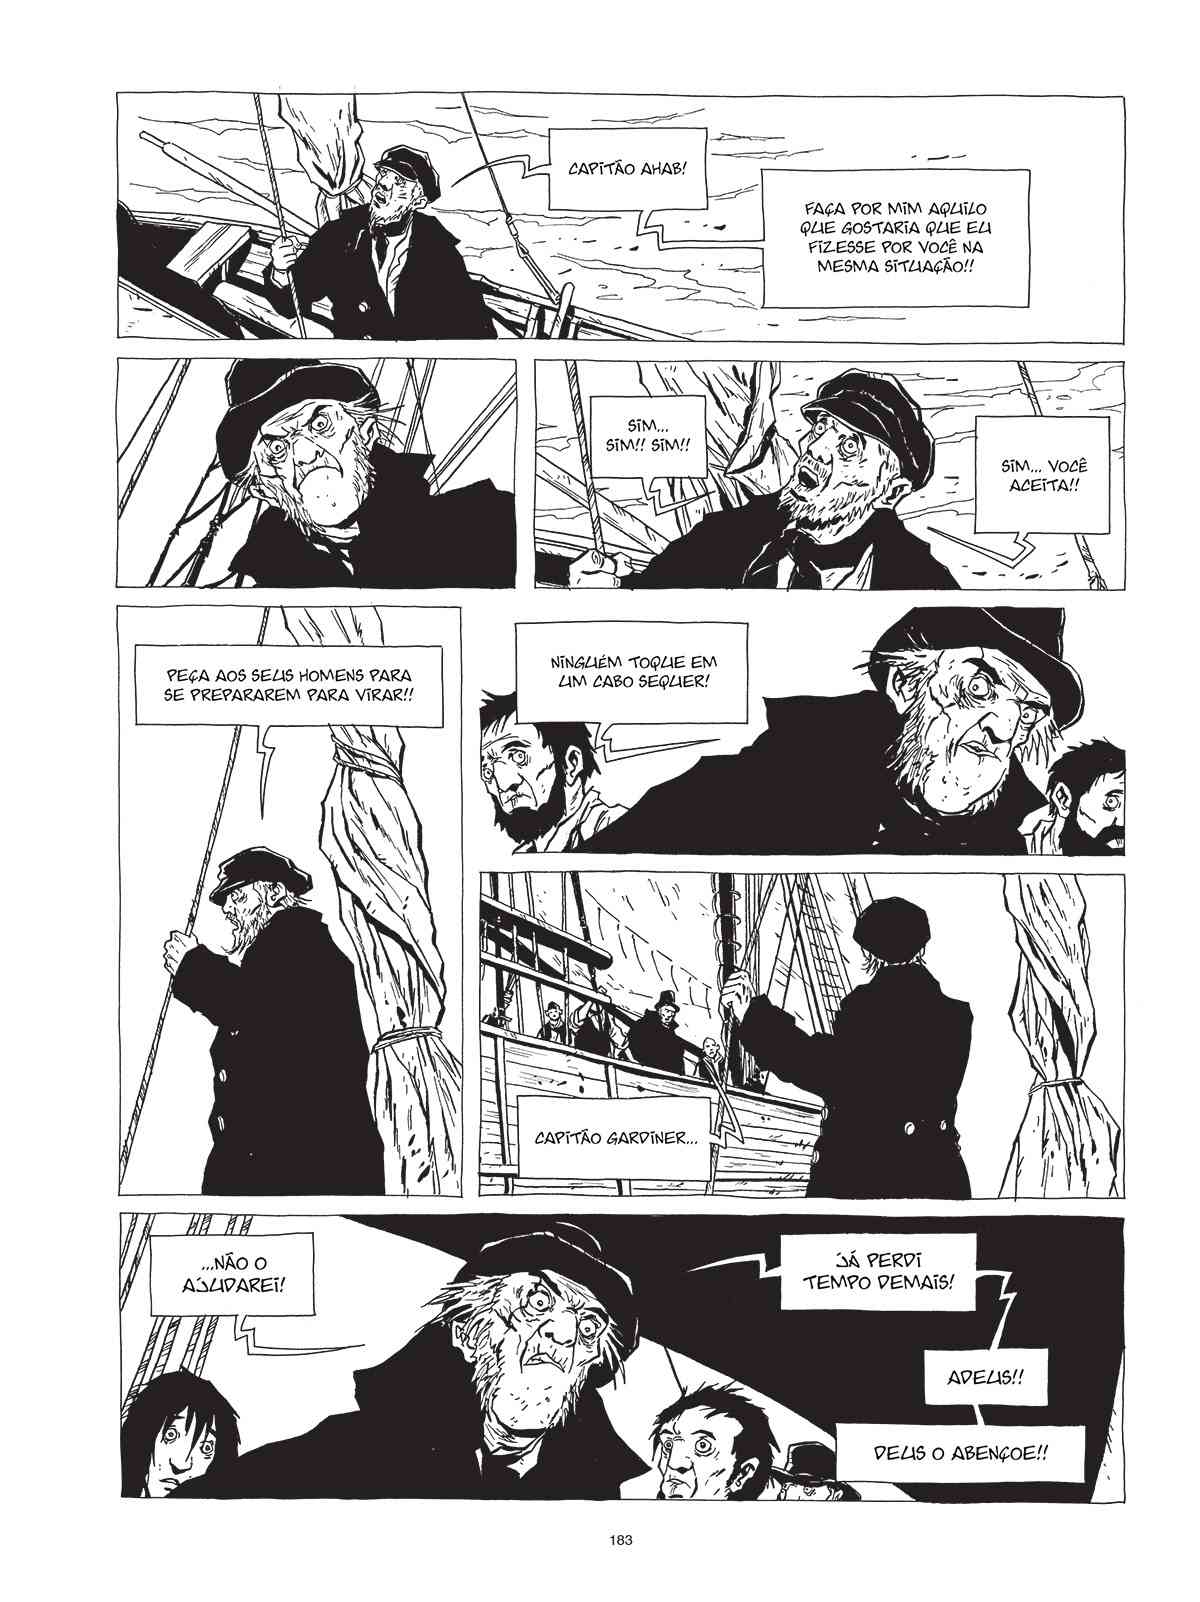 CAPITÃO AHAB!
FAÇA POR MIM AQUILO
QUE GOSTARIA QUE EU
FIZESSE POR VOCÊ NA
MESMA SITUAÇÃO!!
SIM...
SIM!! SIM!!
SIM... VOCÊ
ACEITA!!
PEÇA AOS SEUS HOMENS PARA
SE PREPARAREM PARA VIRAR!!
NINGUÉM TOQUE EM
UM CABO SEQUER!
CAPITÃO GARDINER...
...NÃO O
AJUDAREI!
JÁ PERDI
TEMPO DEMAIS!
ADEUS!!
DEUS O ABENÇOE!!
183